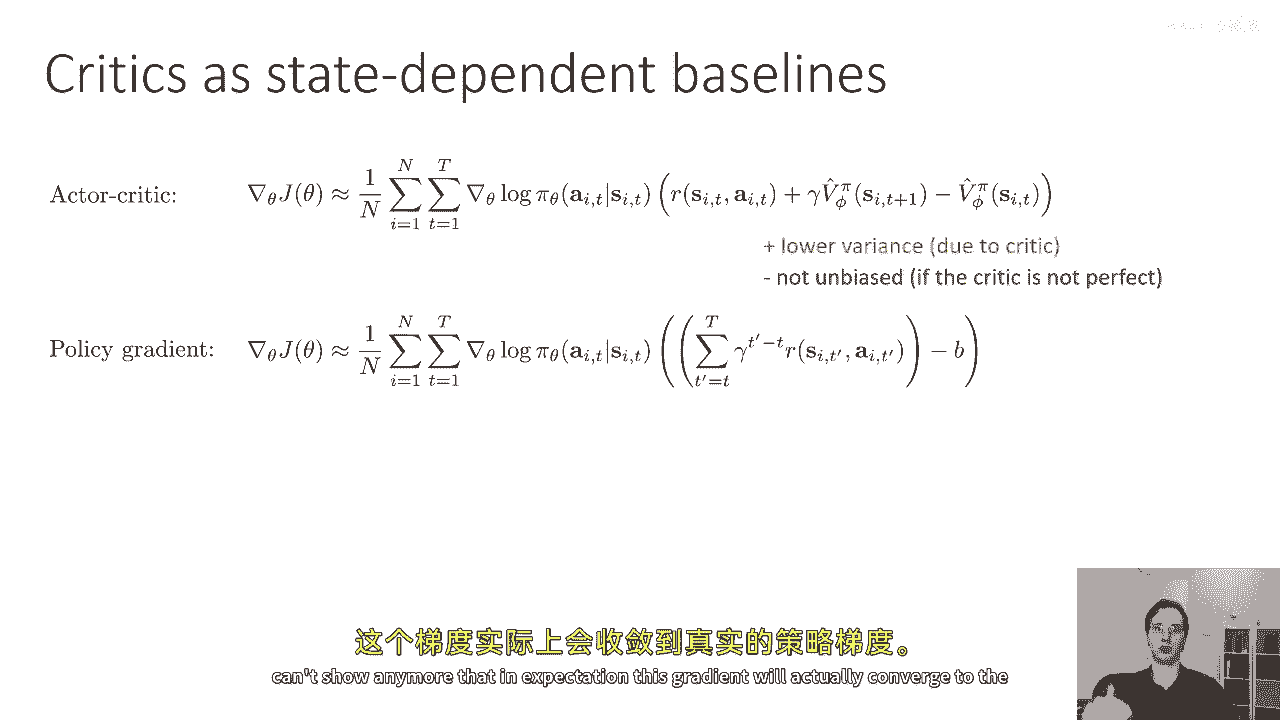 Critics as state-dependent baselines
Actor-critic: $\nabla_\theta J(\theta) \approx \frac{1}{N} \sum_{i=1}^{N} \sum_{t=1}^{T} \nabla_\theta \log \pi_\theta(\mathbf{a}_{i,t}|\mathbf{s}_{i,t}) \left( r(\mathbf{s}_{i,t}, \mathbf{a}_{i,t}) + \gamma \hat{V}^\pi_\phi(\mathbf{s}_{i,t+1}) - \hat{V}^\pi_\phi(\mathbf{s}_{i,t}) \right)$
+ lower variance (due to critic)
- not unbiased (if the critic is not perfect)
Policy gradient: $\nabla_\theta J(\theta) \approx \frac{1}{N} \sum_{i=1}^{N} \sum_{t=1}^{T} \nabla_\theta \log \pi_\theta(\mathbf{a}_{i,t}|\mathbf{s}_{i,t}) \left( \left( \sum_{t'=t}^{T} \gamma^{t'-t} r(\mathbf{s}_{i,t'}, \mathbf{a}_{i,t'}) \right) - b \right)$
这个梯度实际上会收敛到真实的策略梯度。
can't show anymore that in expectation this gradient will actually converge to the